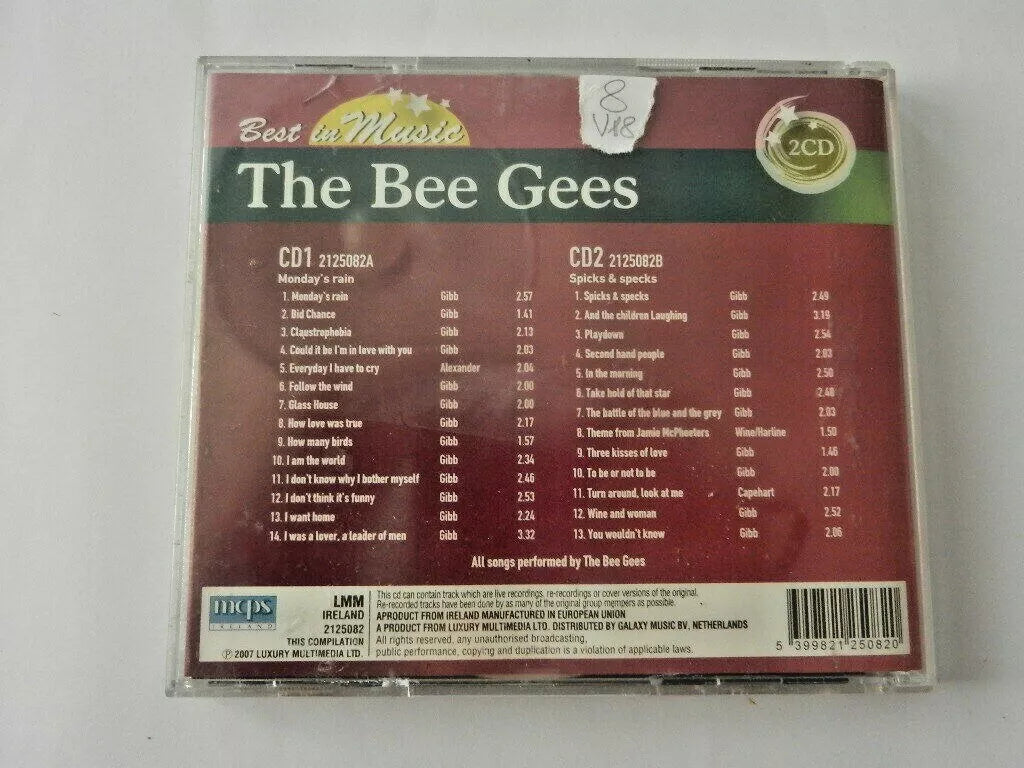 8
V18
Best in Music
2CD
The Bee Gees
CD1 2125082A
Monday's rain
1. Monday's rain Gibb 2.57
2. Bid Chance Gibb 1.41
3. Claustrophobia Gibb 2.13
4. Could it be I'm in love with you Gibb 2.03
5. Everyday I have to cry Alexander 2.04
6. Follow the wind Gibb 2.00
7. Glass House Gibb 2.00
8. How love was true Gibb 2.17
9. How many birds Gibb 1.57
10. I am the world Gibb 2.34
11. I don't know why I bother myself Gibb 2.46
12. I don't think it's funny Gibb 2.53
13. I want home Gibb 2.24
14. I was a lover, a leader of men Gibb 3.32
CD2 2125082B
Spicks & specks
1. Spicks & specks Gibb 2.49
2. And the children Laughing Gibb 3.19
3. Playdown Gibb 2.54
4. Second hand people Gibb 2.03
5. In the morning Gibb 2.50
6. Take hold of that star Gibb 2.40
7. The battle of the blue and the grey Gibb 2.03
8. Theme from Jamie McPheeters Wine/Harline 1.50
9. Three kisses of love Gibb 1.46
10. To be or not to be Gibb 2.00
11. Turn around, look at me Capehart 2.17
12. Wine and woman Gibb 2.52
13. You wouldn't know Gibb 2.06
All songs performed by The Bee Gees
mcps
IRELAND
LMM
IRELAND
2125082
THIS COMPILATION
℗ 2007 LUXURY MULTIMEDIA LTD.
This cd can contain track which are live recordings, re-recordings or cover versions of the original.
Re-recorded tracks have been done by as many of the original group members as possible.
APRODUCT FROM IRELAND MANUFACTURED IN EUROPEAN UNION
A PRODUCT FROM LUXURY MULTIMEDIA LTD. DISTRIBUTED BY GALAXY MUSIC BV, NETHERLANDS
All rights reserved, any unauthorised broadcasting,
public performance, copying and duplication is a violation of applicable laws.
5 399821 250820